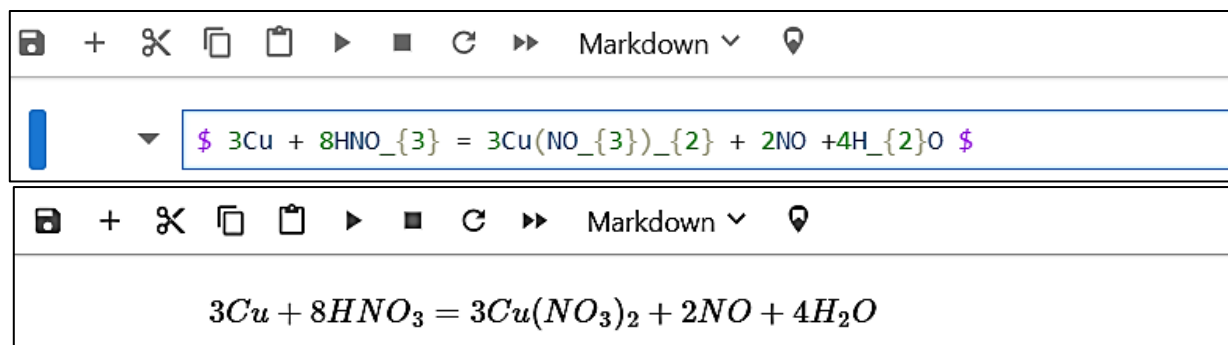 Markdown
$ 3Cu + 8HNO_{3} = 3Cu(NO_{3})_{2} + 2NO +4H_{2}O $
Markdown
3Cu + 8HNO₃ = 3Cu(NO₃)₂ + 2NO + 4H₂O